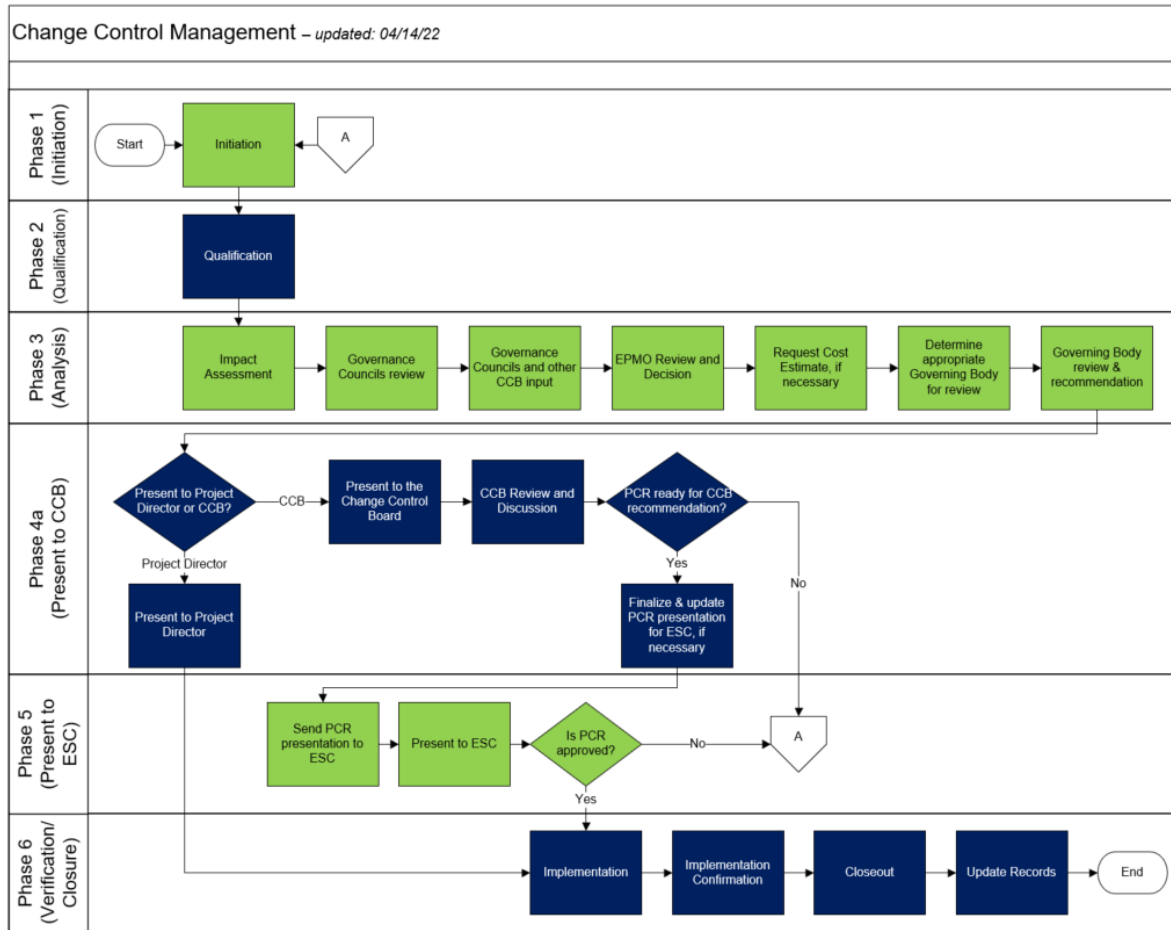 Change Control Management – updated: 04/14/22
Phase 1
(Initiation)
Start
Initiation
A
Phase 2
(Qualification)
Qualification
Phase 3
(Analysis)
Impact
Assessment
Governance
Councils review
Governance
Councils and other
CCB input
EPMO Review and
Decision
Request Cost
Estimate, if
necessary
Determine
appropriate
Governing Body
for review
Governing Body
review &
recommendation
Phase 4a
(Present to CCB)
Present to Project
Director or CCB?
CCB
Present to the
Change Control
Board
CCB Review and
Discussion
PCR ready for CCB
recommendation?
Project Director
Yes
No
Present to Project
Director
Finalize & update
PCR presentation
for ESC, if
necessary
Phase 5
(Present to
ESC)
Send PCR
presentation to
ESC
Present to ESC
Is PCR
approved?
No
A
Yes
Phase 6
(Verification/
Closure)
Implementation
Implementation
Confirmation
Closeout
Update Records
End